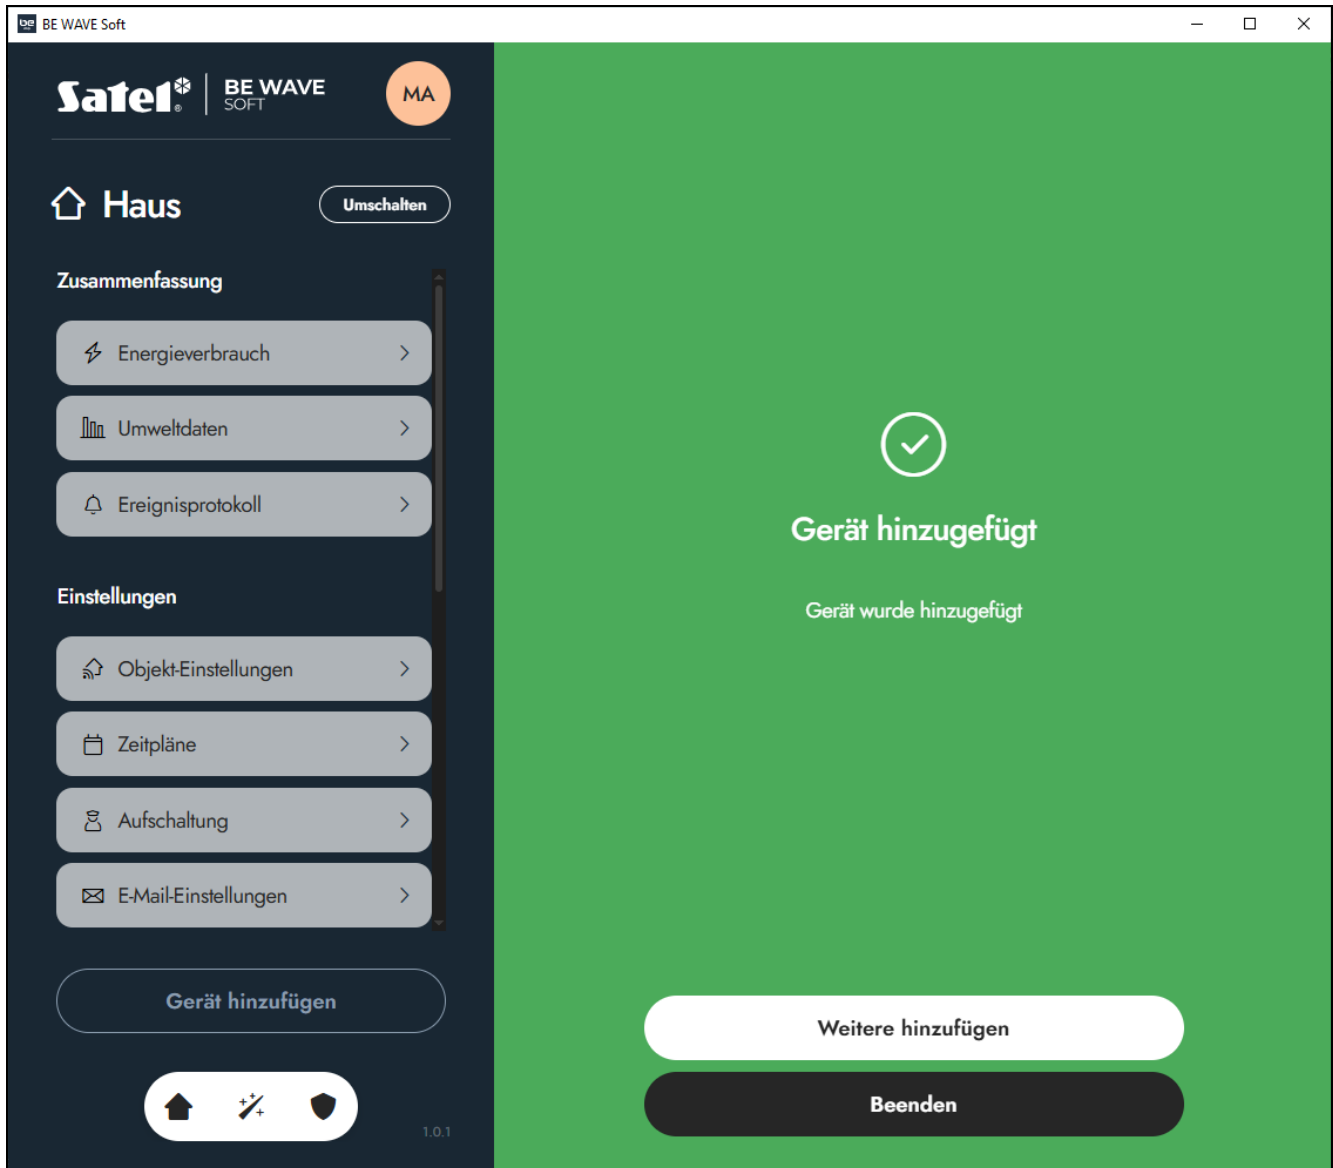 be BE WAVE Soft
Satel® BE WAVE
SOFT
MA
Haus
Umschalten
Zusammenfassung
Energieverbrauch
Umweltdaten
Ereignisprotokoll
Einstellungen
Objekt-Einstellungen
Zeitpläne
Aufschaltung
E-Mail-Einstellungen
Gerät hinzufügen
1.0.1
Gerät hinzugefügt
Gerät wurde hinzugefügt
Weitere hinzufügen
Beenden